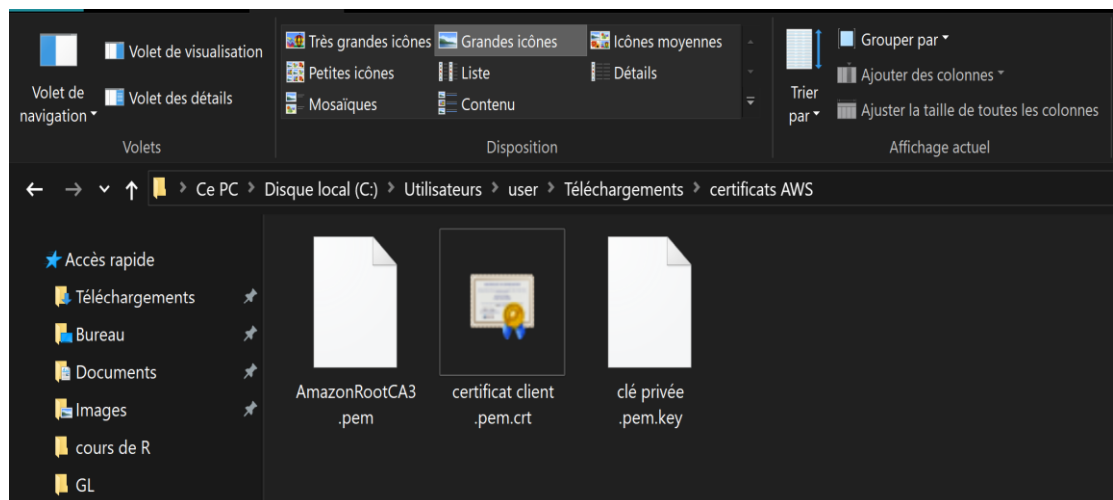 Volet de navigation
Volet de visualisation
Volet des détails
Volets
Très grandes icônes
Grandes icônes
Icônes moyennes
Petites icônes
Liste
Détails
Mosaïques
Contenu
Disposition
Trier par
Grouper par
Ajouter des colonnes
Ajuster la taille de toutes les colonnes
Affichage actuel
Ce PC > Disque local (C:) > Utilisateurs > user > Téléchargements > certificats AWS
Accès rapide
Téléchargements
Bureau
Documents
Images
cours de R
GL
AmazonRootCA3
.pem
certificat client
.pem.crt
clé privée
.pem.key